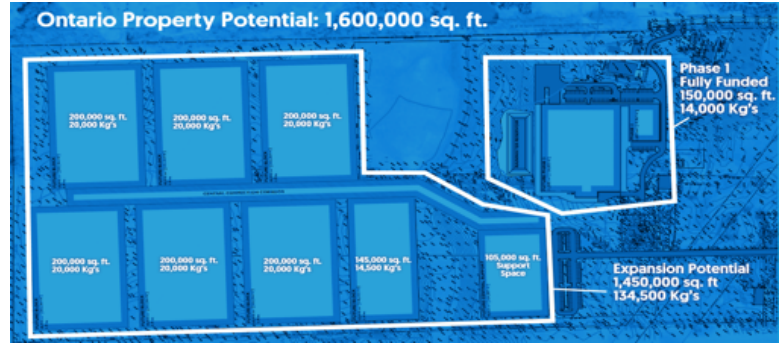 Ontario Property Potential: 1,600,000 sq. ft.
Phase 1
Fully Funded
150,000 sq. ft.
14,000 Kg's
200,000 sq. ft.
20,000 Kg's
200,000 sq. ft.
20,000 Kg's
200,000 sq. ft.
20,000 Kg's
200,000 sq. ft.
20,000 Kg's
200,000 sq. ft.
20,000 Kg's
200,000 sq. ft.
20,000 Kg's
145,000 sq. ft.
14,500 Kg's
105,000 sq. ft.
Support
Space
Expansion Potential
1,450,000 sq. ft
134,500 Kg's